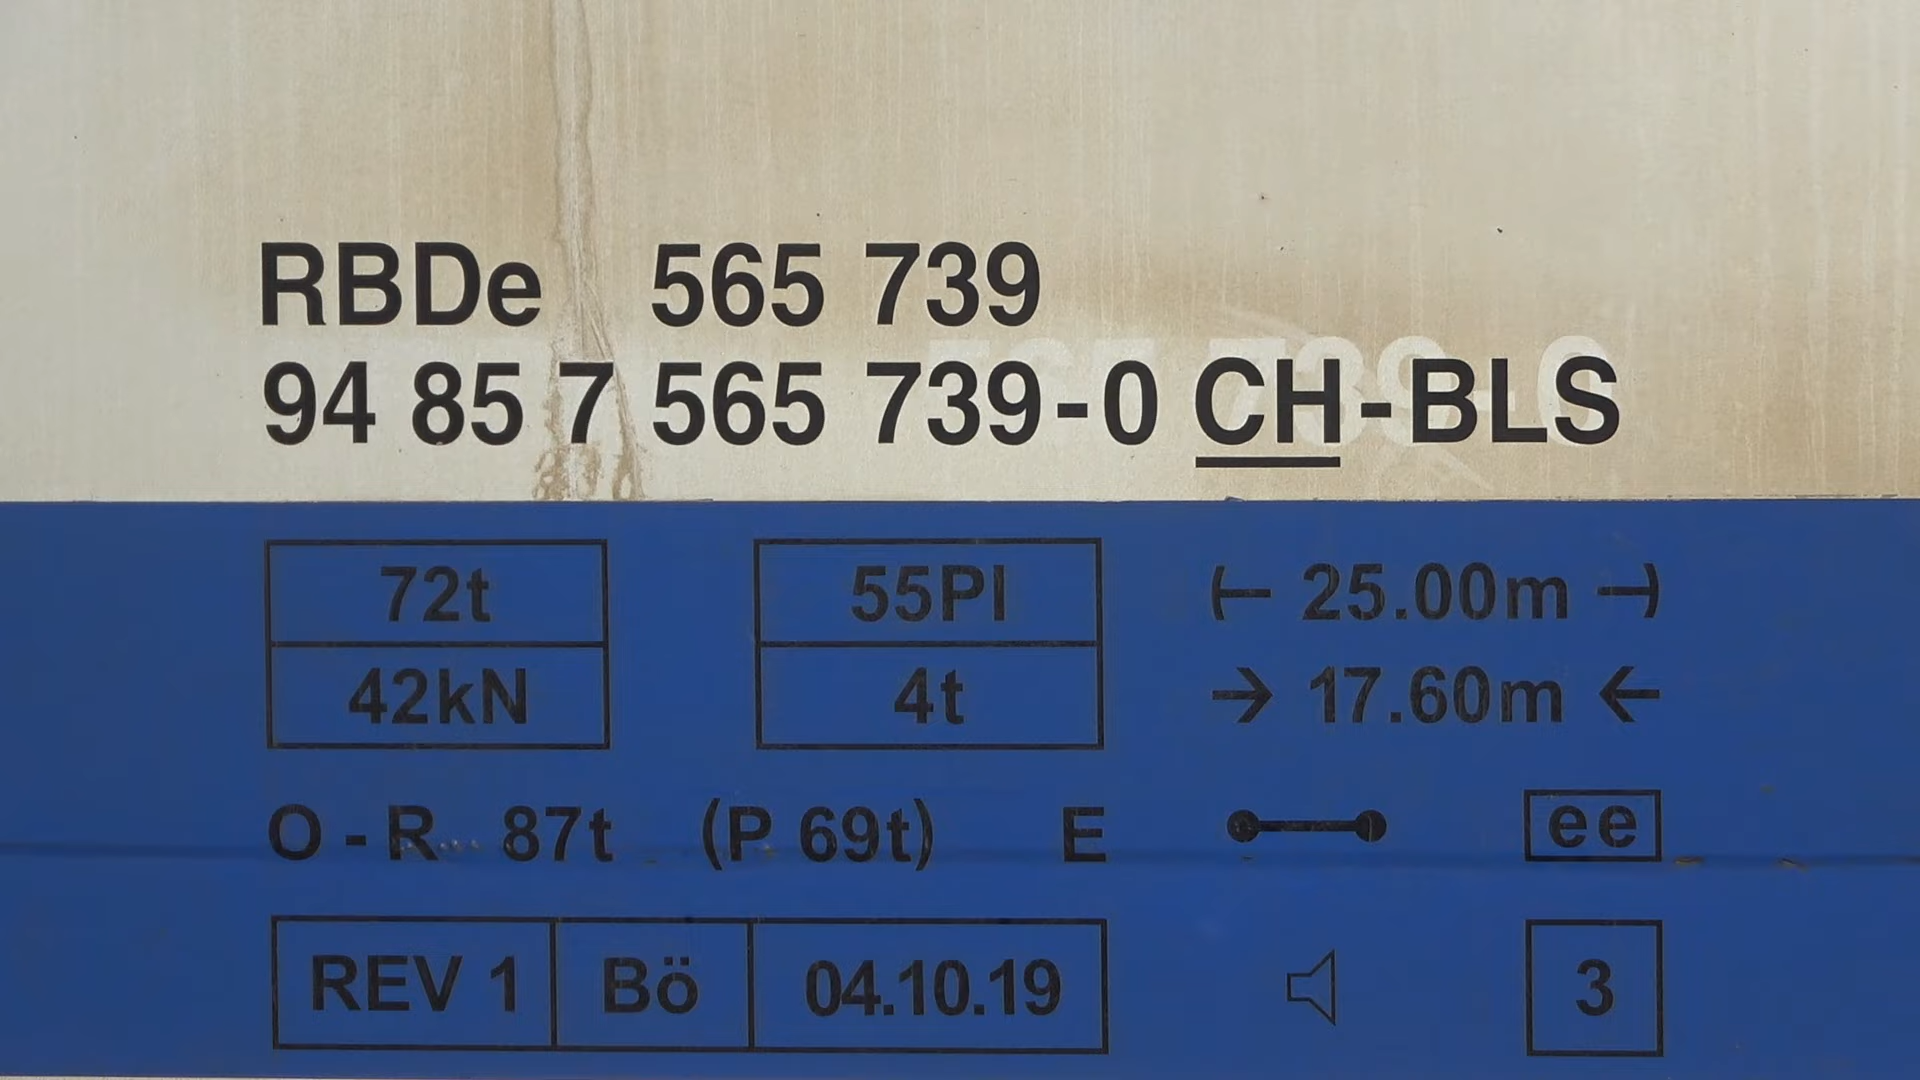 RBDe 565 739
94 85 7 565 739-0 CH-BLS
72t 55Pl 25.00m
42kN 4t → 17.60m ←
O - R 87t (P 69t) E ee
REV 1 Bö 04.10.19 3